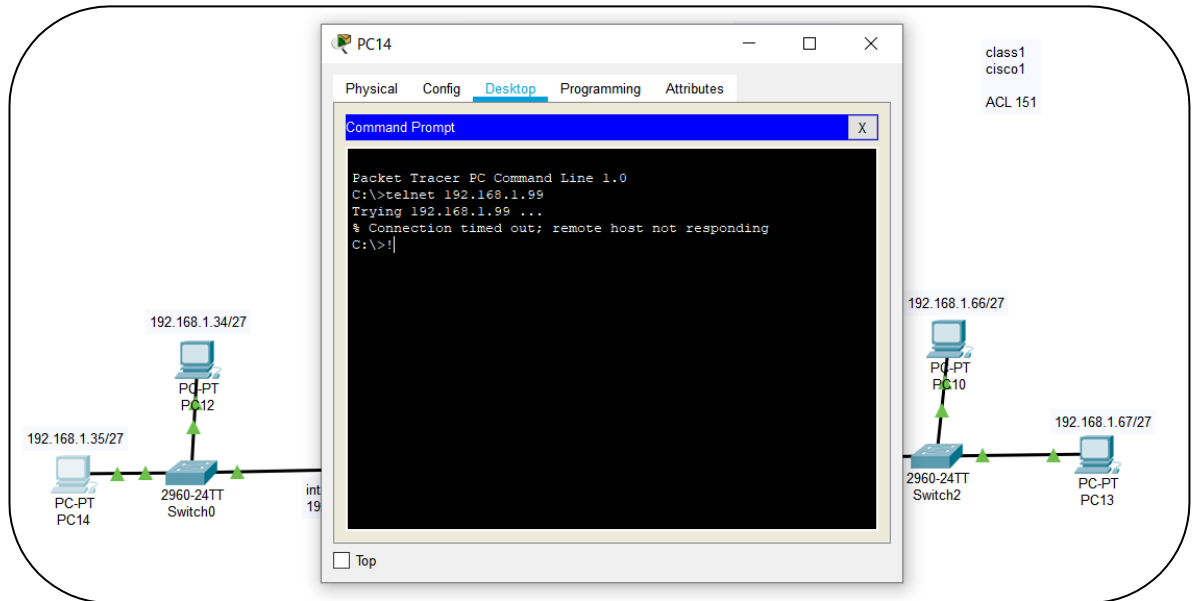 PC14
Physical Config Desktop Programming Attributes
Command Prompt
X
Packet Tracer PC Command Line 1.0
C:\>telnet 192.168.1.99
Trying 192.168.1.99 ...
% Connection timed out; remote host not responding
C:\>!
Top
class1
cisco1
ACL 151
192.168.1.34/27
PC-PT
PC12
192.168.1.35/27
PC-PT
PC14
2960-24TT
Switch0
int
19
192.168.1.66/27
PC-PT
PC10
192.168.1.67/27
2960-24TT
Switch2
PC-PT
PC13